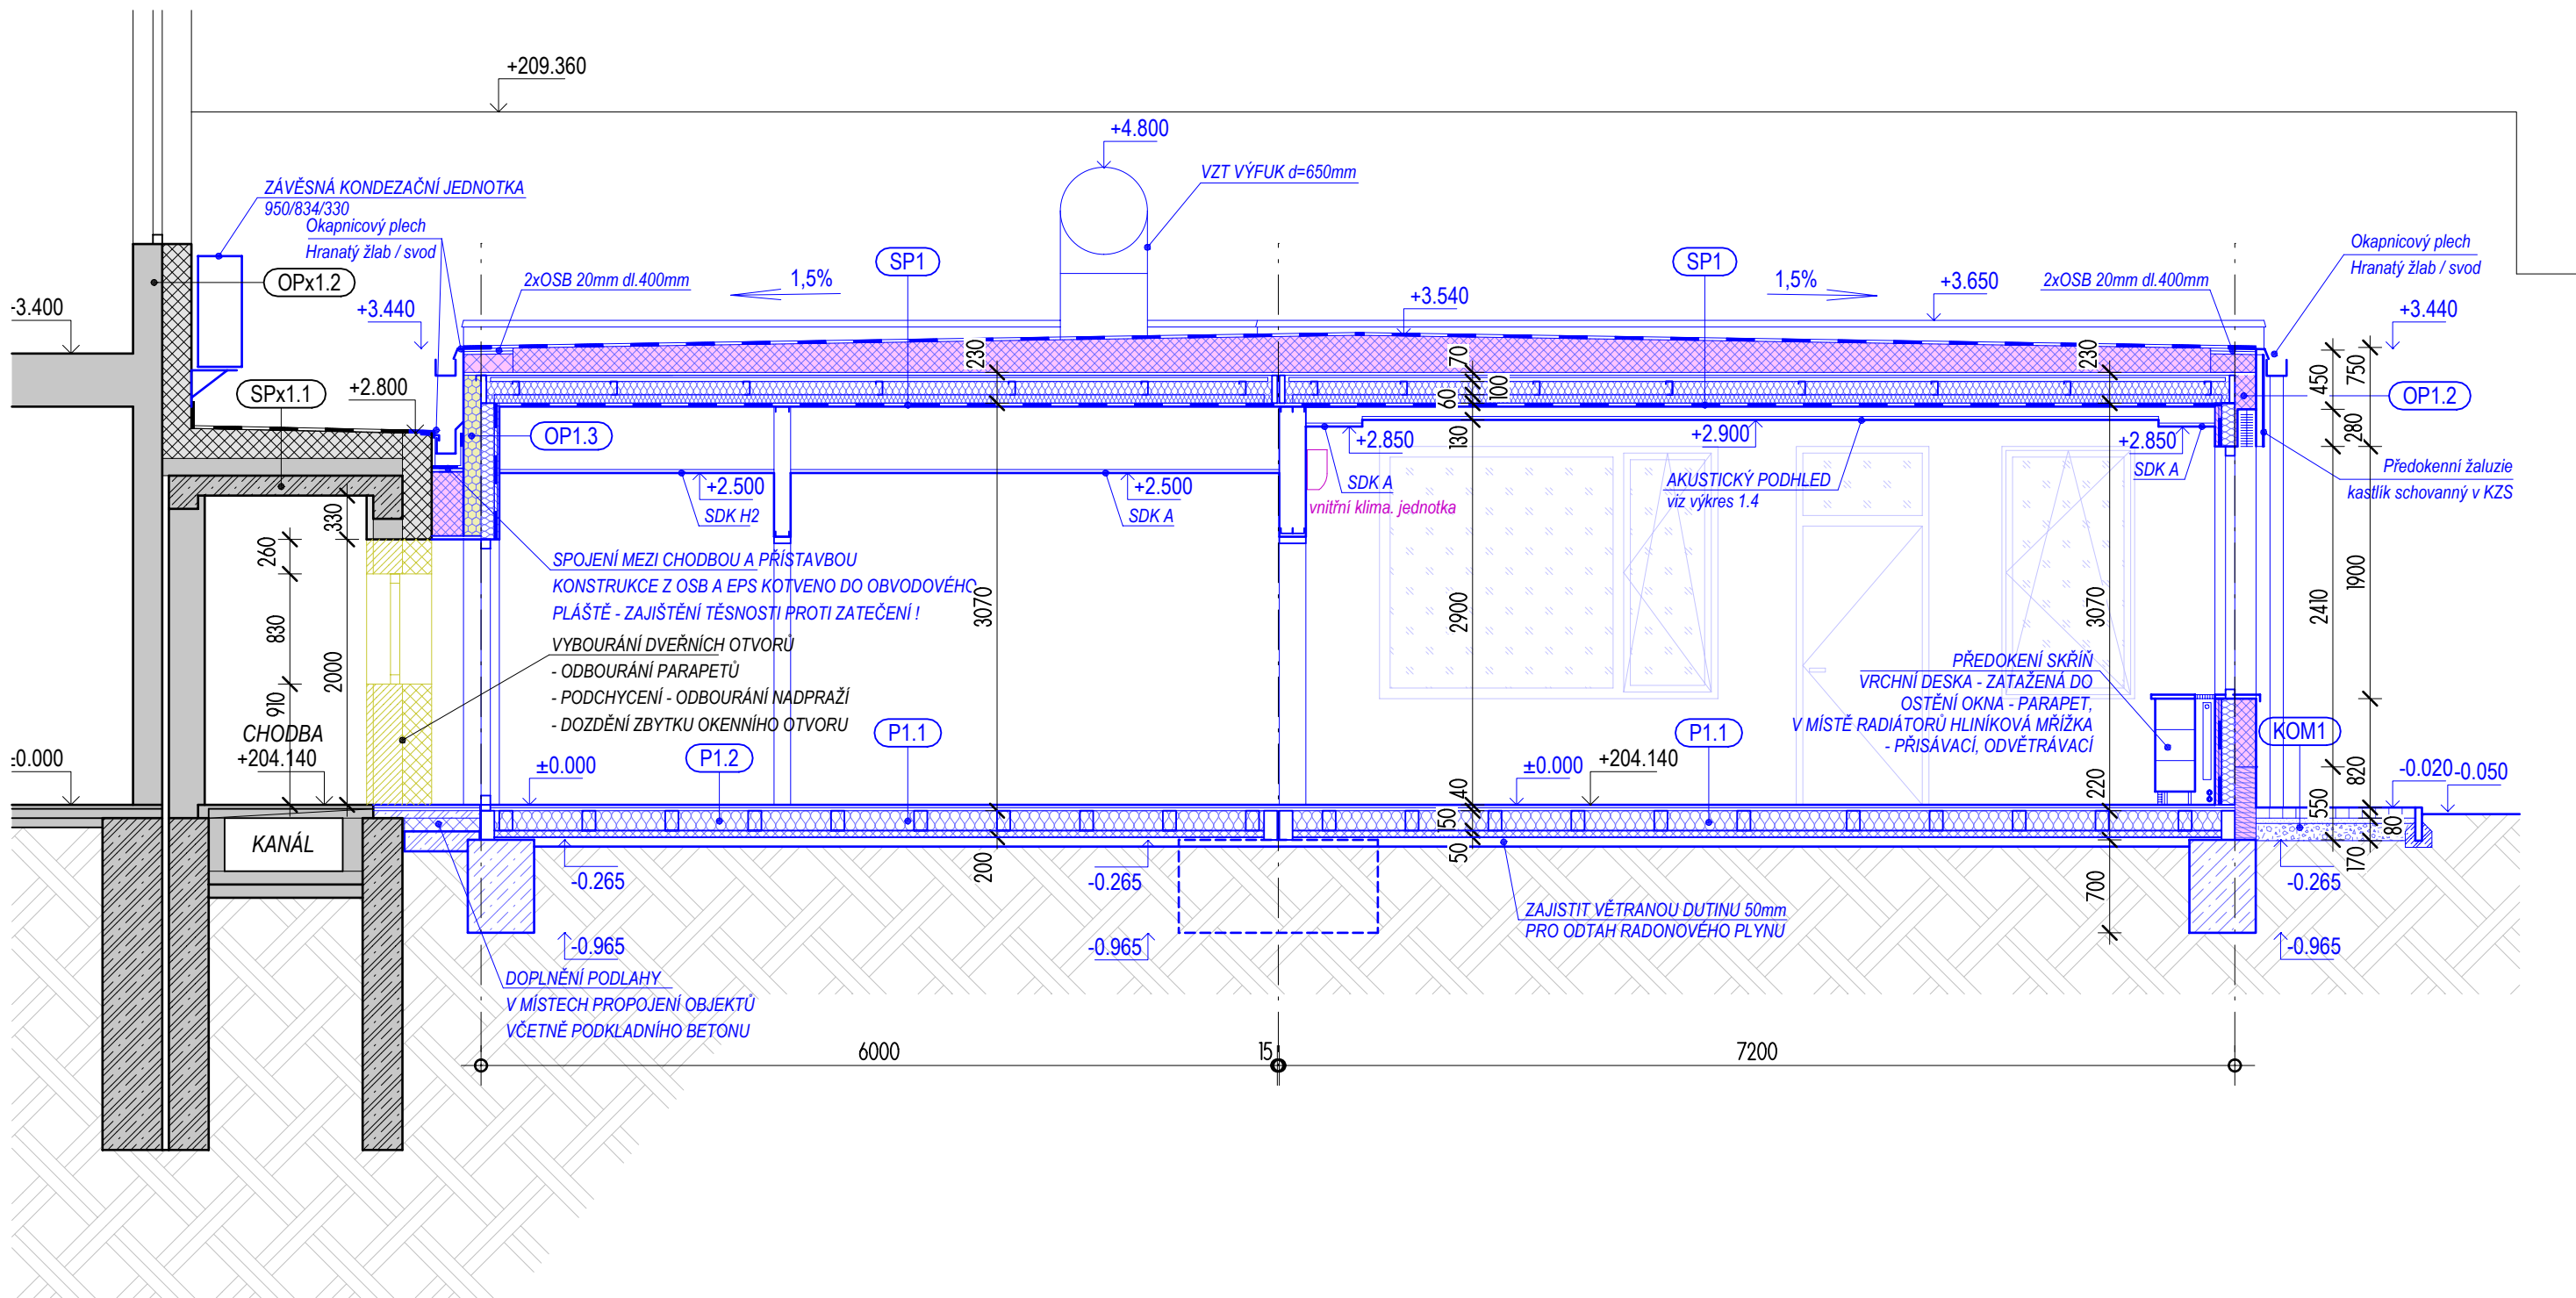 +209.360
+4.800
VZT VÝFUK d=650mm
ZÁVĚSNÁ KONDEZAČNÍ JEDNOTKA
950/834/330
Okapnicový plech
Hranatý žlab / svod
OPx1.2
2xOSB 20mm dl.400mm
1,5%
SP1
SP1
1,5%
+3.650
2xOSB 20mm dl.400mm
Okapnicový plech
Hranatý žlab / svod
+3.440
+3.540
+3.440
-3.400
SPx1.1
+2.800
230
70
100
60
130
230
450
750
280
OP1.2
OP1.3
+2.850
+2.900
+2.850
SDK A
SDK A
+2.500
SDK H2
+2.500
SDK A
AKUSTICKÝ PODHLED
viz výkres 1.4
vnitřní klima. jednotka
Předokenní žaluzie
kastlík schovanný v KZS
330
260
830
910
2000
SPOJENÍ MEZI CHODBOU A PŘÍSTAVBOU
KONSTRUKCE Z OSB A EPS KOTVENO DO OBVODOVÉHO
PLÁŠTĚ - ZAJIŠTĚNÍ TĚSNOSTI PROTI ZATEČENÍ !
VYBOURÁNÍ DVEŘNÍCH OTVORŮ
- ODBOURÁNÍ PARAPETŮ
- PODCHYCENÍ - ODBOURÁNÍ NADPRAŽÍ
- DOZDĚNÍ ZBYTKU OKENNÍHO OTVORU
3070
2900
3070
2410
1900
PŘEDOKENÍ SKŘÍŇ
VRCHNÍ DESKA - ZATAŽENÁ DO
OSTĚNÍ OKNA - PARAPET,
V MÍSTĚ RADIÁTORŮ HLINÍKOVÁ MŘÍŽKA
- PŘISÁVACÍ, ODVĚTRÁVACÍ
CHODBA
+204.140
±0.000
P1.2
P1.1
P1.1
KOM1
±0.000
±0.000
+204.140
-0.020
-0.050
40
150
50
220
550
820
80
170
KANÁL
200
700
-0.265
-0.265
-0.265
-0.965
-0.965
-0.965
ZAJISTIT VĚTRANOU DUTINU 50mm
PRO ODTAH RADONOVÉHO PLYNU
DOPLNĚNÍ PODLAHY
V MÍSTECH PROPOJENÍ OBJEKTŮ
VČETNĚ PODKLADNÍHO BETONU
6000
15
7200